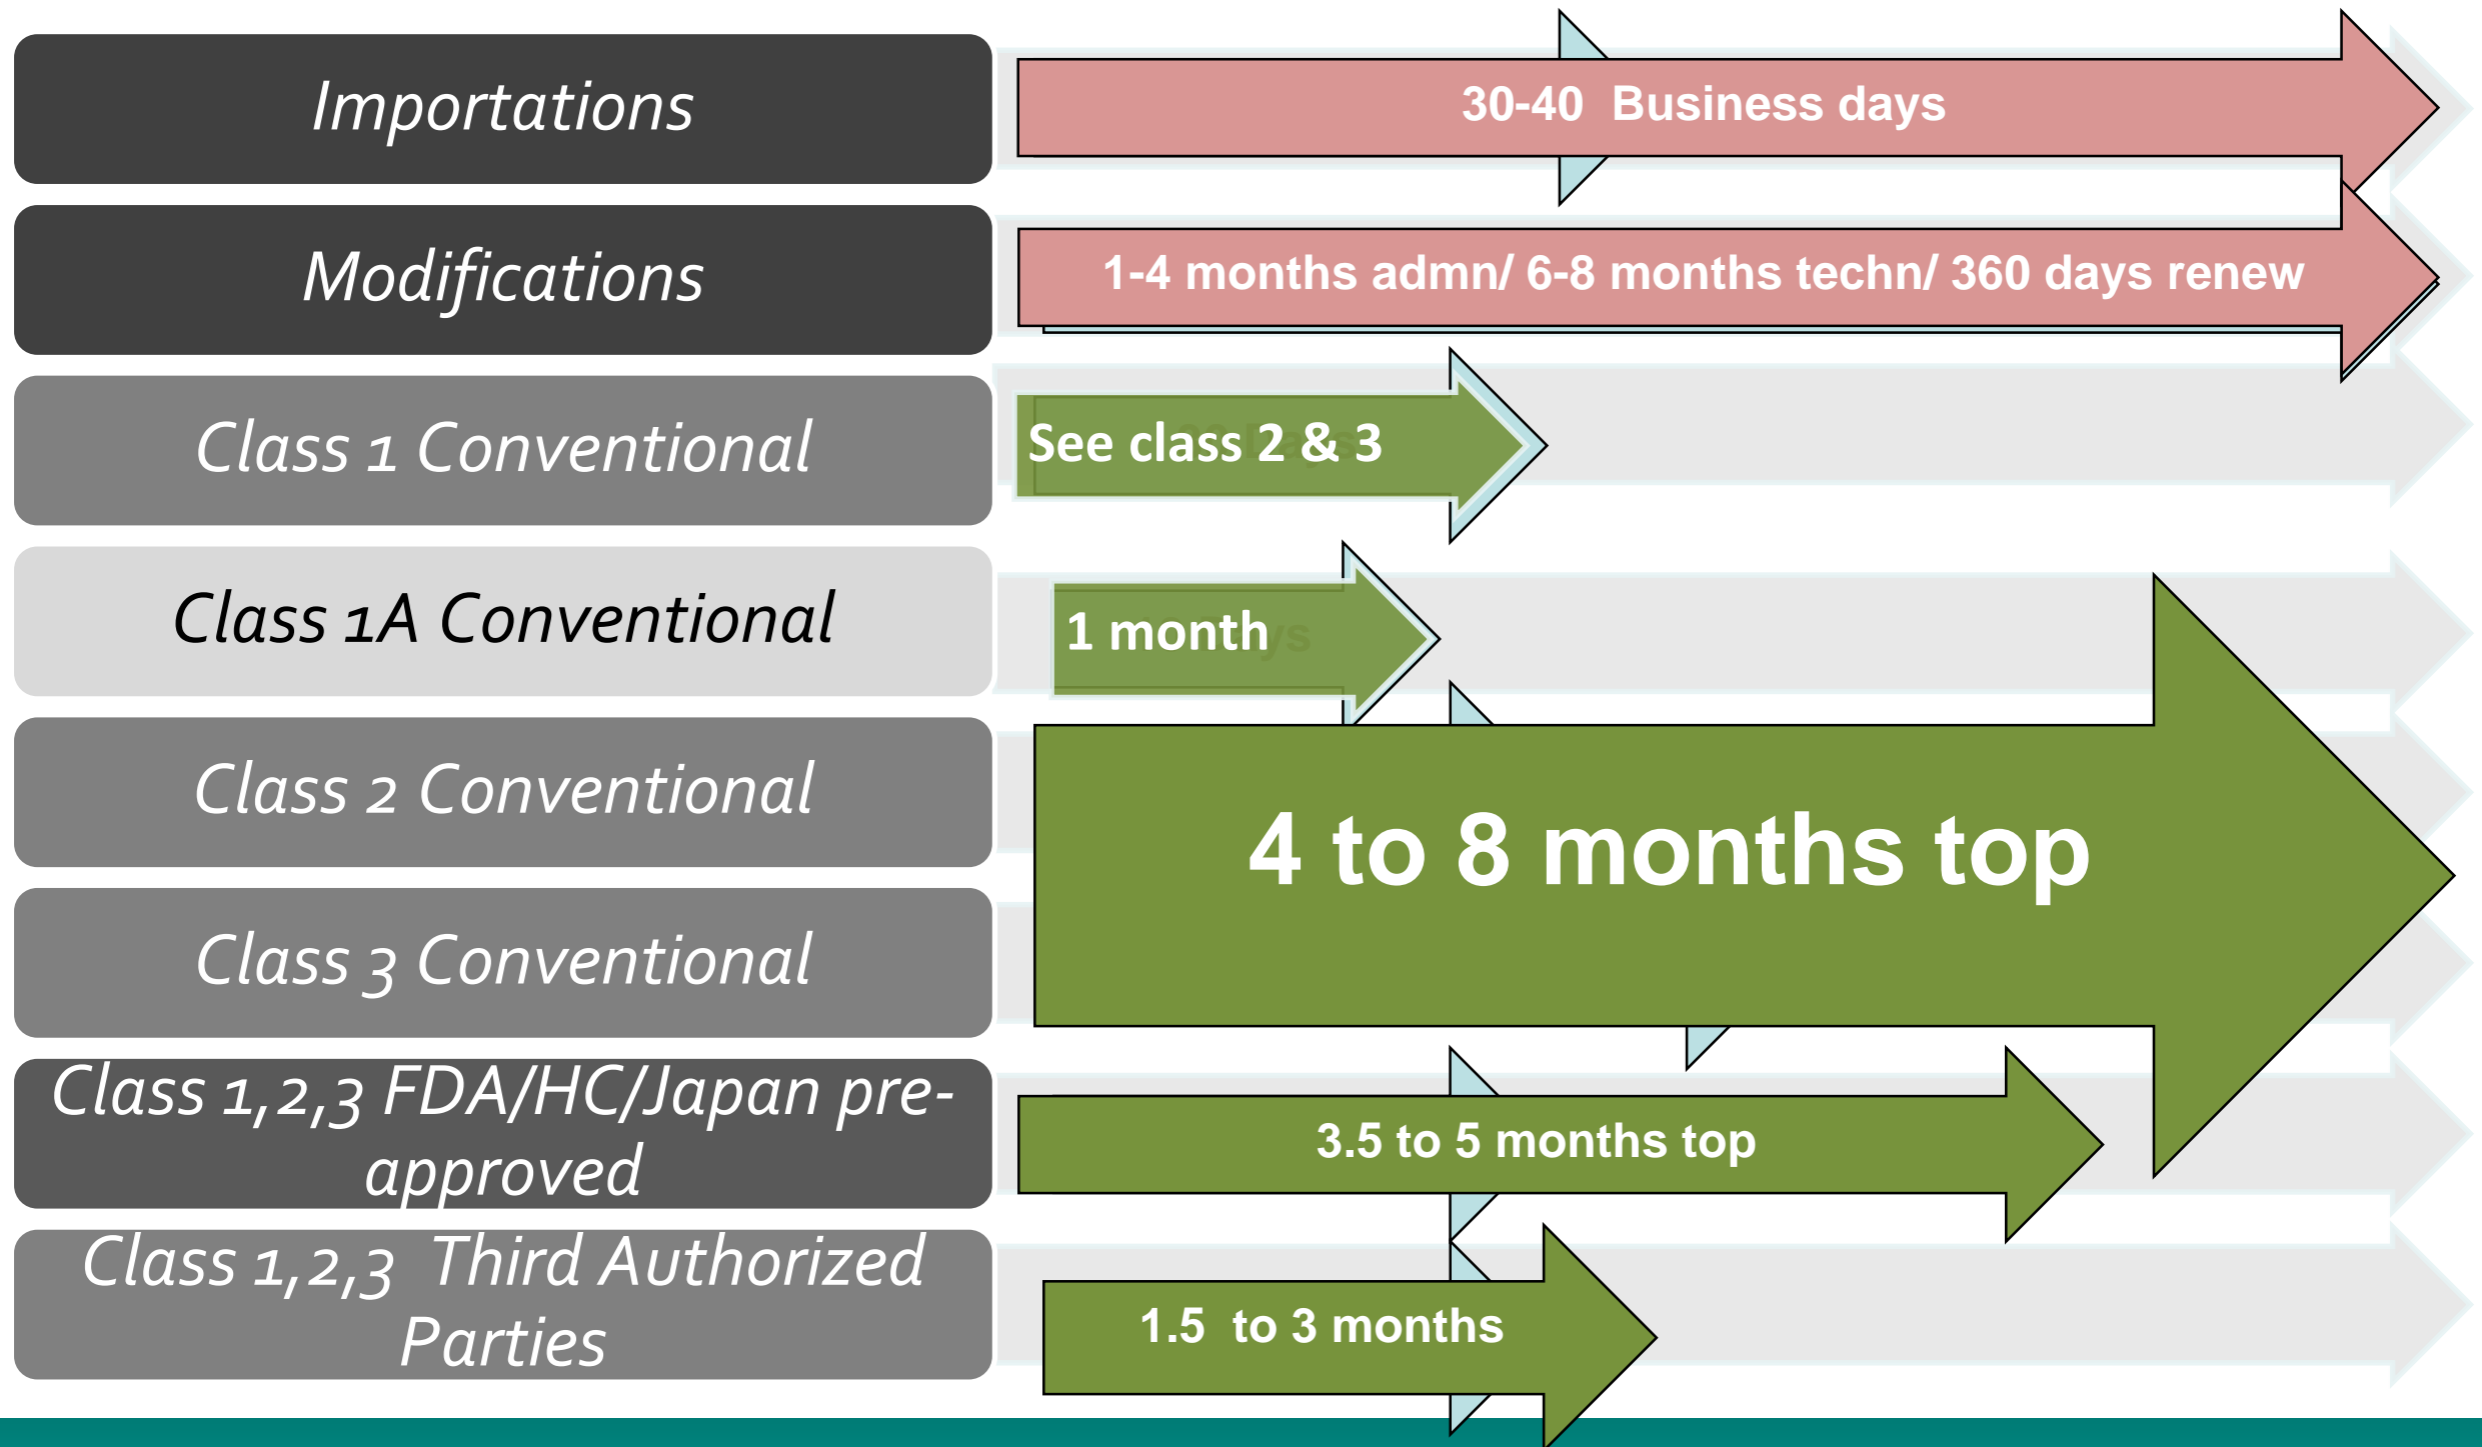 Importations
30-40 Business days
Modifications
1-4 months admn/ 6-8 months techn/ 360 days renew
Class 1 Conventional
See class 2 & 3
Class 1A Conventional
1 month
Class 2 Conventional
4 to 8 months top
Class 3 Conventional
Class 1,2,3 FDA/HC/Japan pre-
approved
3.5 to 5 months top
Class 1,2,3 Third Authorized
Parties
1.5 to 3 months